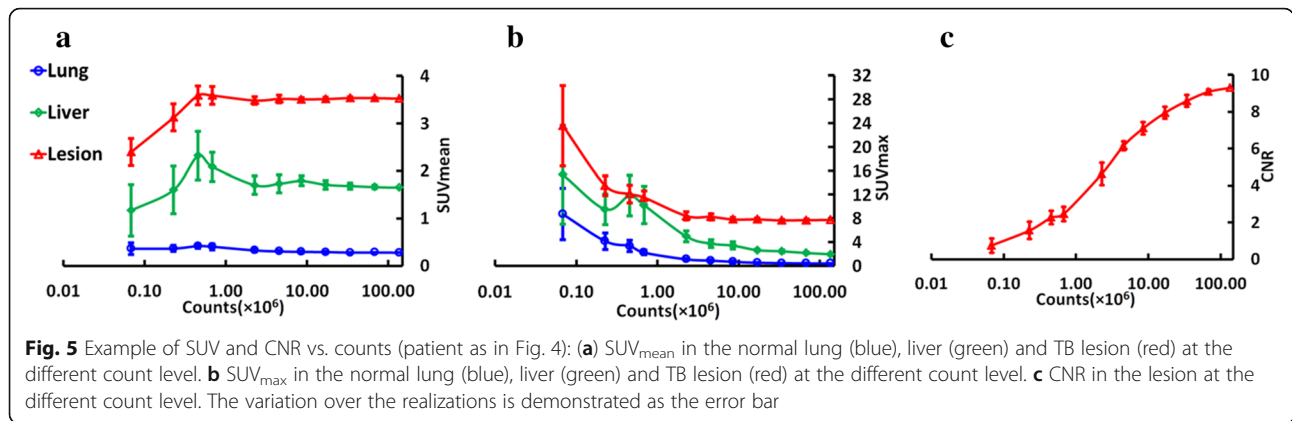 a
b
c
Lung
Liver
Lesion
4
3
2
1
0
SUVmean
0.01 0.10 1.00 10.00 100.00
Counts(×10⁶)
32
28
24
20
16
12
8
4
0
SUVmax
0.01 0.10 1.00 10.00 100.00
Counts(×10⁶)
10
8
6
4
2
0
CNR
0.01 0.10 1.00 10.00 100.00
Counts(×10⁶)
Fig. 5 Example of SUV and CNR vs. counts (patient as in Fig. 4): (a) SUVmean in the normal lung (blue), liver (green) and TB lesion (red) at the
different count level. b SUVmax in the normal lung (blue), liver (green) and TB lesion (red) at the different count level. c CNR in the lesion at the
different count level. The variation over the realizations is demonstrated as the error bar